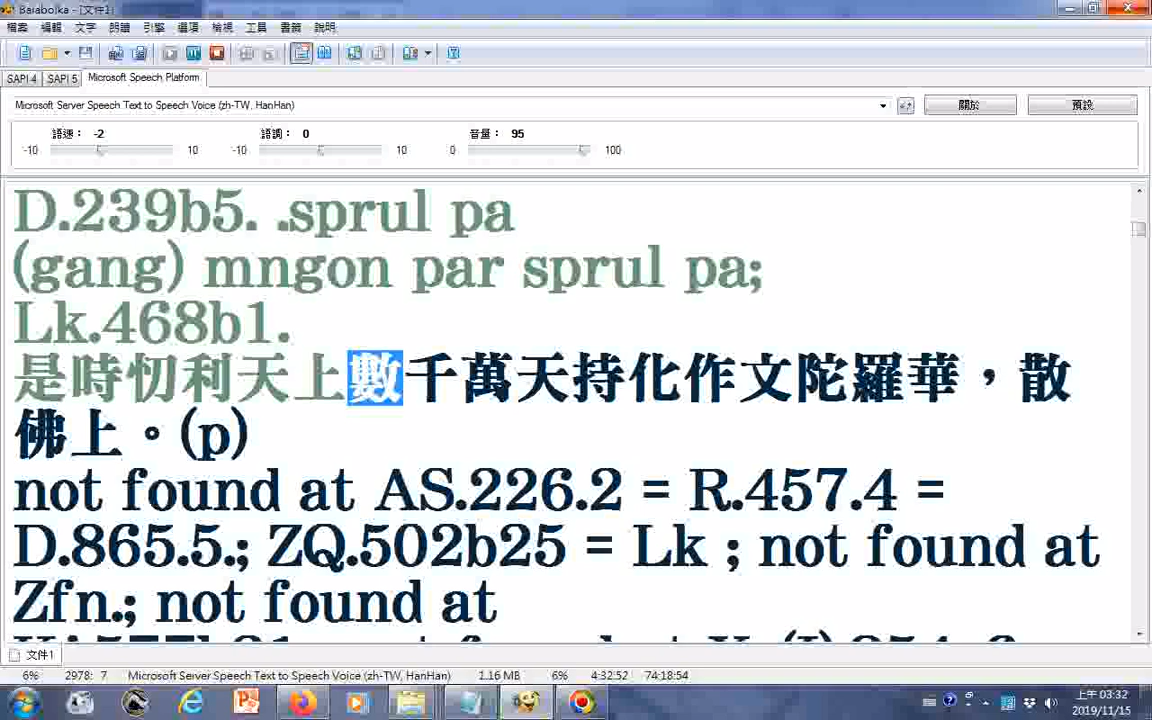 Balabolka - [文件1]
檔案 編輯 文字 朗讀 引擎 選項 檢視 工具 書籤 說明
SAPI 4 SAPI 5 Microsoft Speech Platform
Microsoft Server Speech Text to Speech Voice (zh-TW, HanHan) 關於 預設
語速： -2 語調： 0 音量： 95
-10 10 -10 10 0 100
D.239b5. .sprul pa
(gang) mngon par sprul pa;
Lk.468b1.
是時忉利天上數千萬天持化作文陀羅華，散
佛上。(p)
not found at AS.226.2 = R.457.4 =
D.865.5.; ZQ.502b25 = Lk ; not found at
Zfn.; not found at
文件1
6% 2978: 7 Microsoft Server Speech Text to Speech Voice (zh-TW, HanHan) 1.16 MB 6% 4:32:52 74:18:54
上午 03:32
2019/11/15